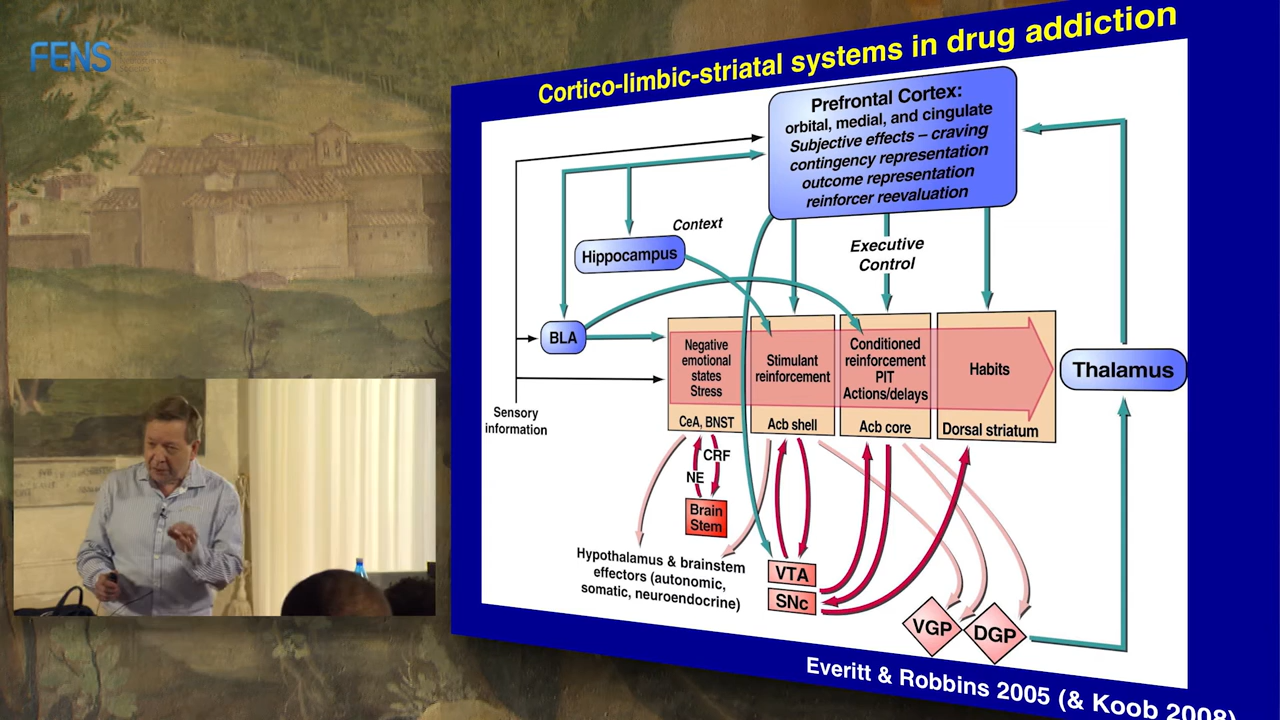 FENS
Cortico-limbic-striatal systems in drug addiction
Prefrontal Cortex:
orbital, medial, and cingulate
Subjective effects – craving
contingency representation
outcome representation
reinforcer reevaluation
Context
Hippocampus
Executive
Control
BLA
Negative
emotional
states
Stress
CeA, BNST
Stimulant
reinforcement
Acb shell
Conditioned
reinforcement
PIT
Actions/delays
Acb core
Habits
Dorsal striatum
Thalamus
Sensory
information
CRF
NE
Brain
Stem
Hypothalamus & brainstem
effectors (autonomic,
somatic, neuroendocrine)
VTA
SNc
VGP
DGP
Everitt & Robbins 2005 (& Koob 2008)